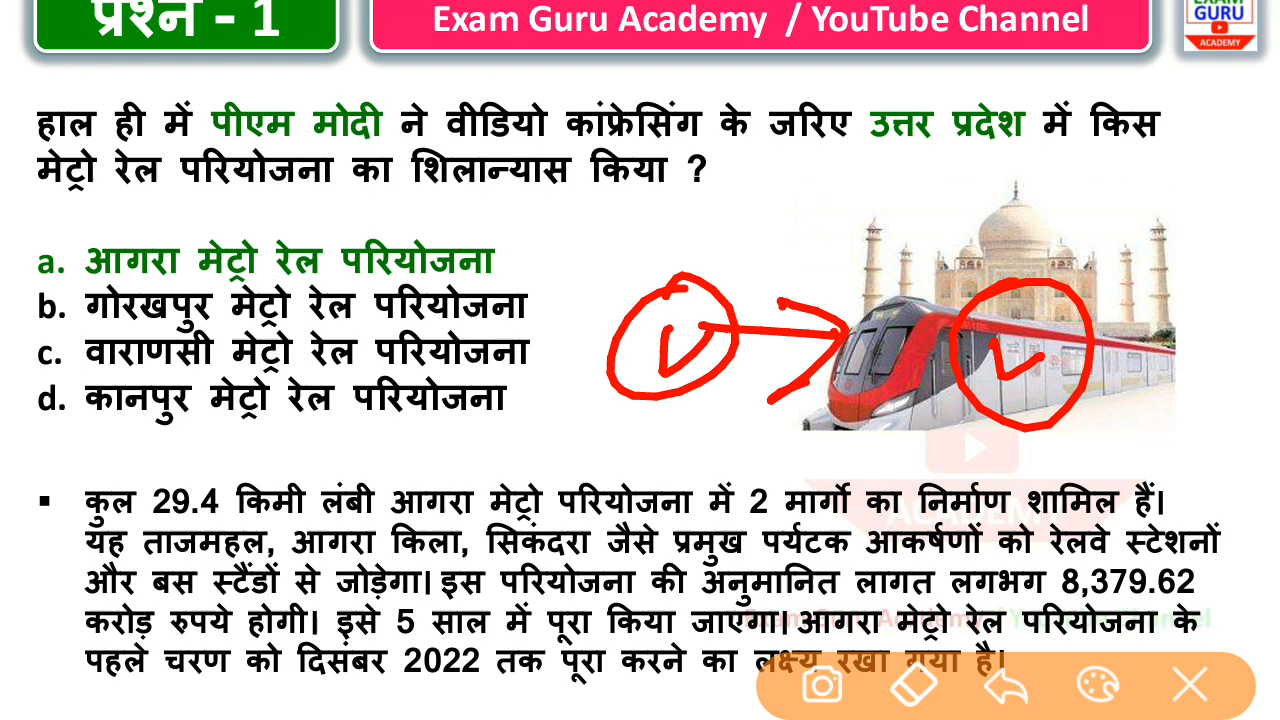 प्रश्न - 1
Exam Guru Academy / YouTube Channel
EXAM
GURU
ACADEMY
हाल ही में पीएम मोदी ने वीडियो कांफ्रेसिंग के जरिए उत्तर प्रदेश में किस
मेट्रो रेल परियोजना का शिलान्यास किया ?
a. आगरा मेट्रो रेल परियोजना
b. गोरखपुर मेट्रो रेल परियोजना
c. वाराणसी मेट्रो रेल परियोजना
d. कानपुर मेट्रो रेल परियोजना
▪ कुल 29.4 किमी लंबी आगरा मेट्रो परियोजना में 2 मार्गो का निर्माण शामिल हैं।
यह ताजमहल, आगरा किला, सिकंदरा जैसे प्रमुख पर्यटक आकर्षणों को रेलवे स्टेशनों
और बस स्टैंडों से जोड़ेगा। इस परियोजना की अनुमानित लागत लगभग 8,379.62
करोड़ रुपये होगी। इसे 5 साल में पूरा किया जाएगा। आगरा मेट्रो रेल परियोजना के
पहले चरण को दिसंबर 2022 तक पूरा करने का लक्ष्य रखा गया है।